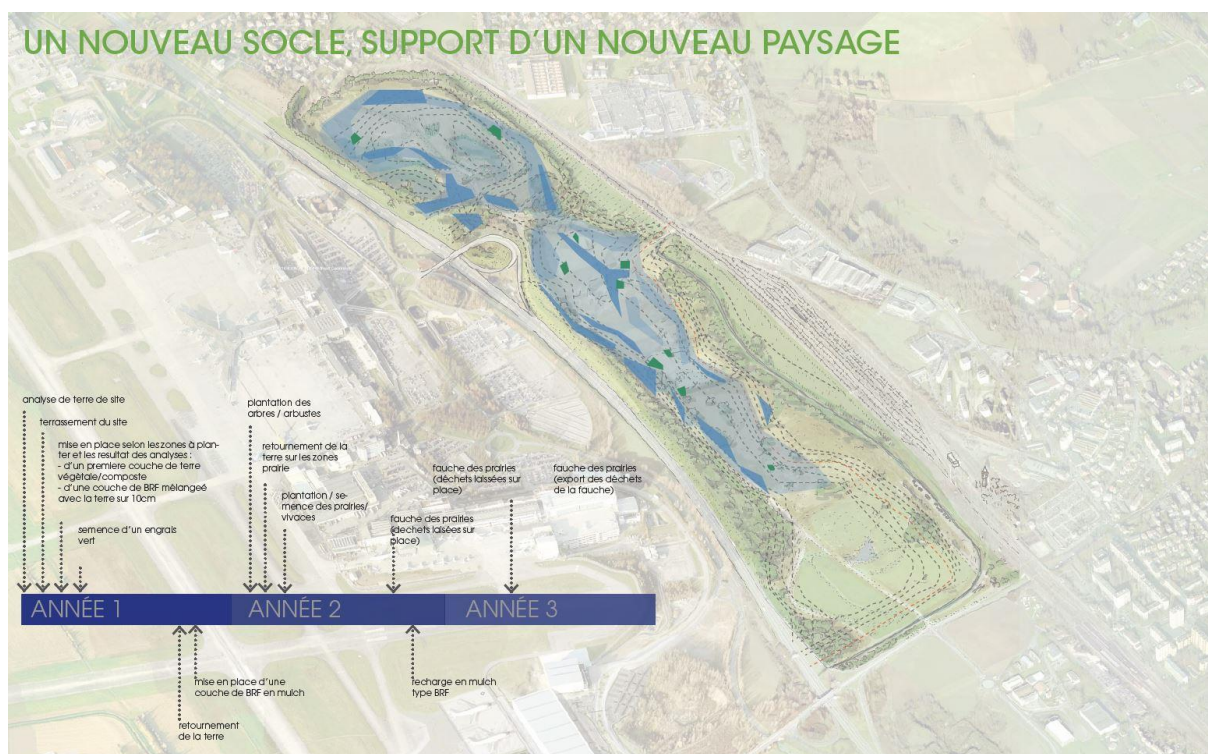 UN NOUVEAU SOCLE, SUPPORT D'UN NOUVEAU PAYSAGE
analyse de terre de site
terrassement du site
mise en place selon les zones à plan-
ter et les resultat des analyses :
- d'un premiere couche de terre
végétale/composte
- d'une couche de BRF mélangeé
avec la terre sur 10cm
semence d'un engrais
vert
plantation des
arbres / arbustes
retournement de la
terre sur les zones
prairie
plantation / se-
mence des prairies/
vivaces
fauche des prairies
(dechets laisées sur
place)
fauche des prairies
(déchets laissées sur
place)
fauche des prairies
(export des déchets
de la fauche)
ANNÉE 1
ANNÉE 2
ANNÉE 3
mise en place d'une
couche de BRF en mulch
retournement
de la terre
recharge en mulch
type BRF